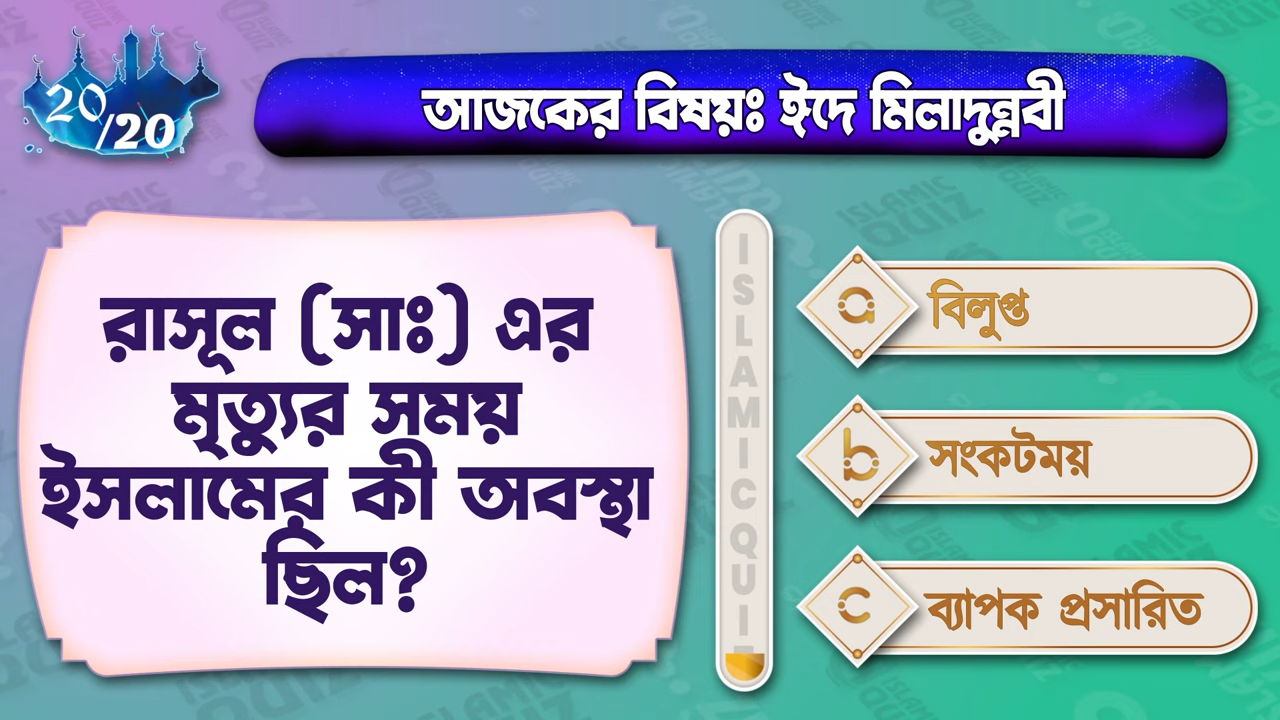 20
/20
আজকের বিষয়ঃ ঈদে মিলাদুন্নবী
রাসূল (সাঃ) এর
মৃত্যুর সময়
ইসলামের কী অবস্থা
ছিল?
ISLAMIC QUI
a বিলুপ্ত
b সংকটময়
c ব্যাপক প্রসারিত